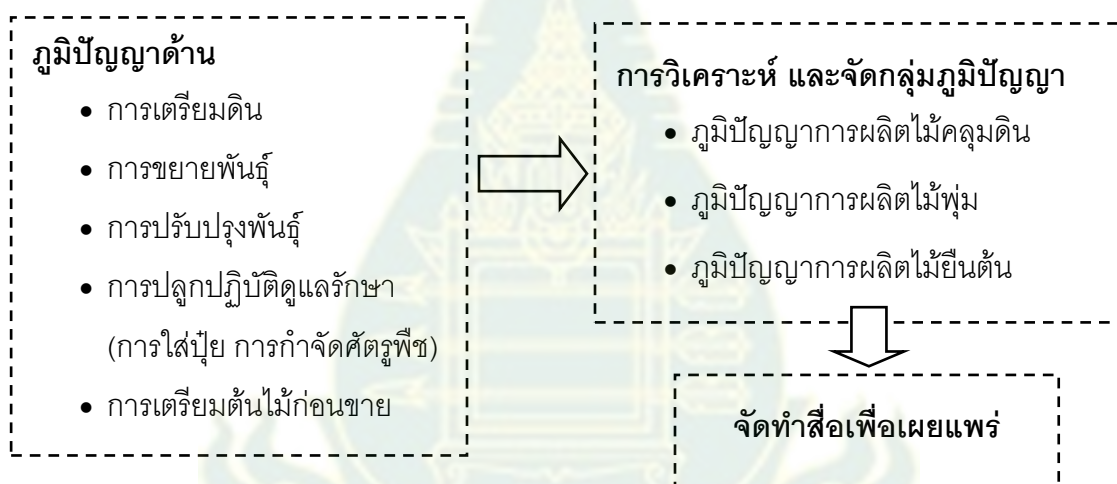 ภูมิปัญญาด้าน
• การเตรียมดิน
• การขยายพันธุ์
• การปรับปรุงพันธุ์
• การปลูกปฏิบัติดูแลรักษา
(การใส่ปุ๋ย การกำจัดศัตรูพืช)
• การเตรียมต้นไม้ก่อนขาย
การวิเคราะห์ และจัดกลุ่มภูมิปัญญา
• ภูมิปัญญาการผลิตไม้คลุมดิน
• ภูมิปัญญาการผลิตไม้พุ่ม
• ภูมิปัญญาการผลิตไม้ยืนต้น
จัดทำสื่อเพื่อเผยแพร่